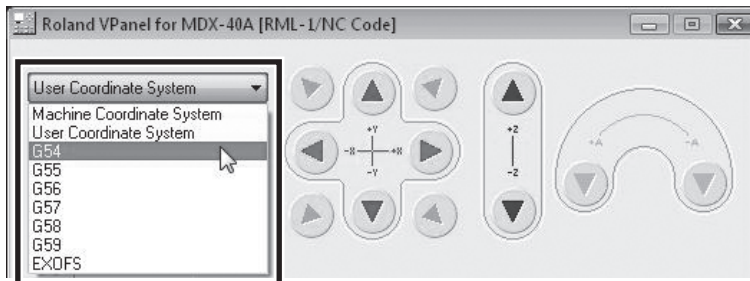 Roland VPanel for MDX-40A [RML-1/NC Code]
User Coordinate System
Machine Coordinate System
User Coordinate System
G54
G55
G56
G57
G58
G59
EXOFS
+Y
-X
+X
-Y
+Z
-Z
+A
-A